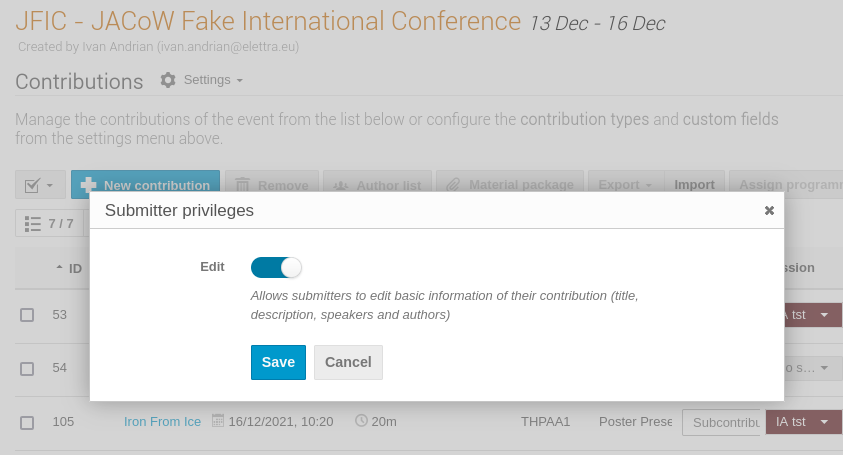 JFIC - JACoW Fake International Conference 13 Dec - 16 Dec
Created by Ivan Andrian (ivan.andrian@elettra.eu)
Contributions Settings
Manage the contributions of the event from the list below or configure the contribution types and custom fields
from the settings menu above.
New contribution Remove Author list Material package Export Import Assign programm
7 / 7
Submitter privileges
ID ssion
Edit
Allows submitters to edit basic information of their contribution (title,
description, speakers and authors)
53 A tst
54 o s...
Save Cancel
105 Iron From Ice 16/12/2021, 10:20 20m THPAA1 Poster Prese Subcontribu IA tst